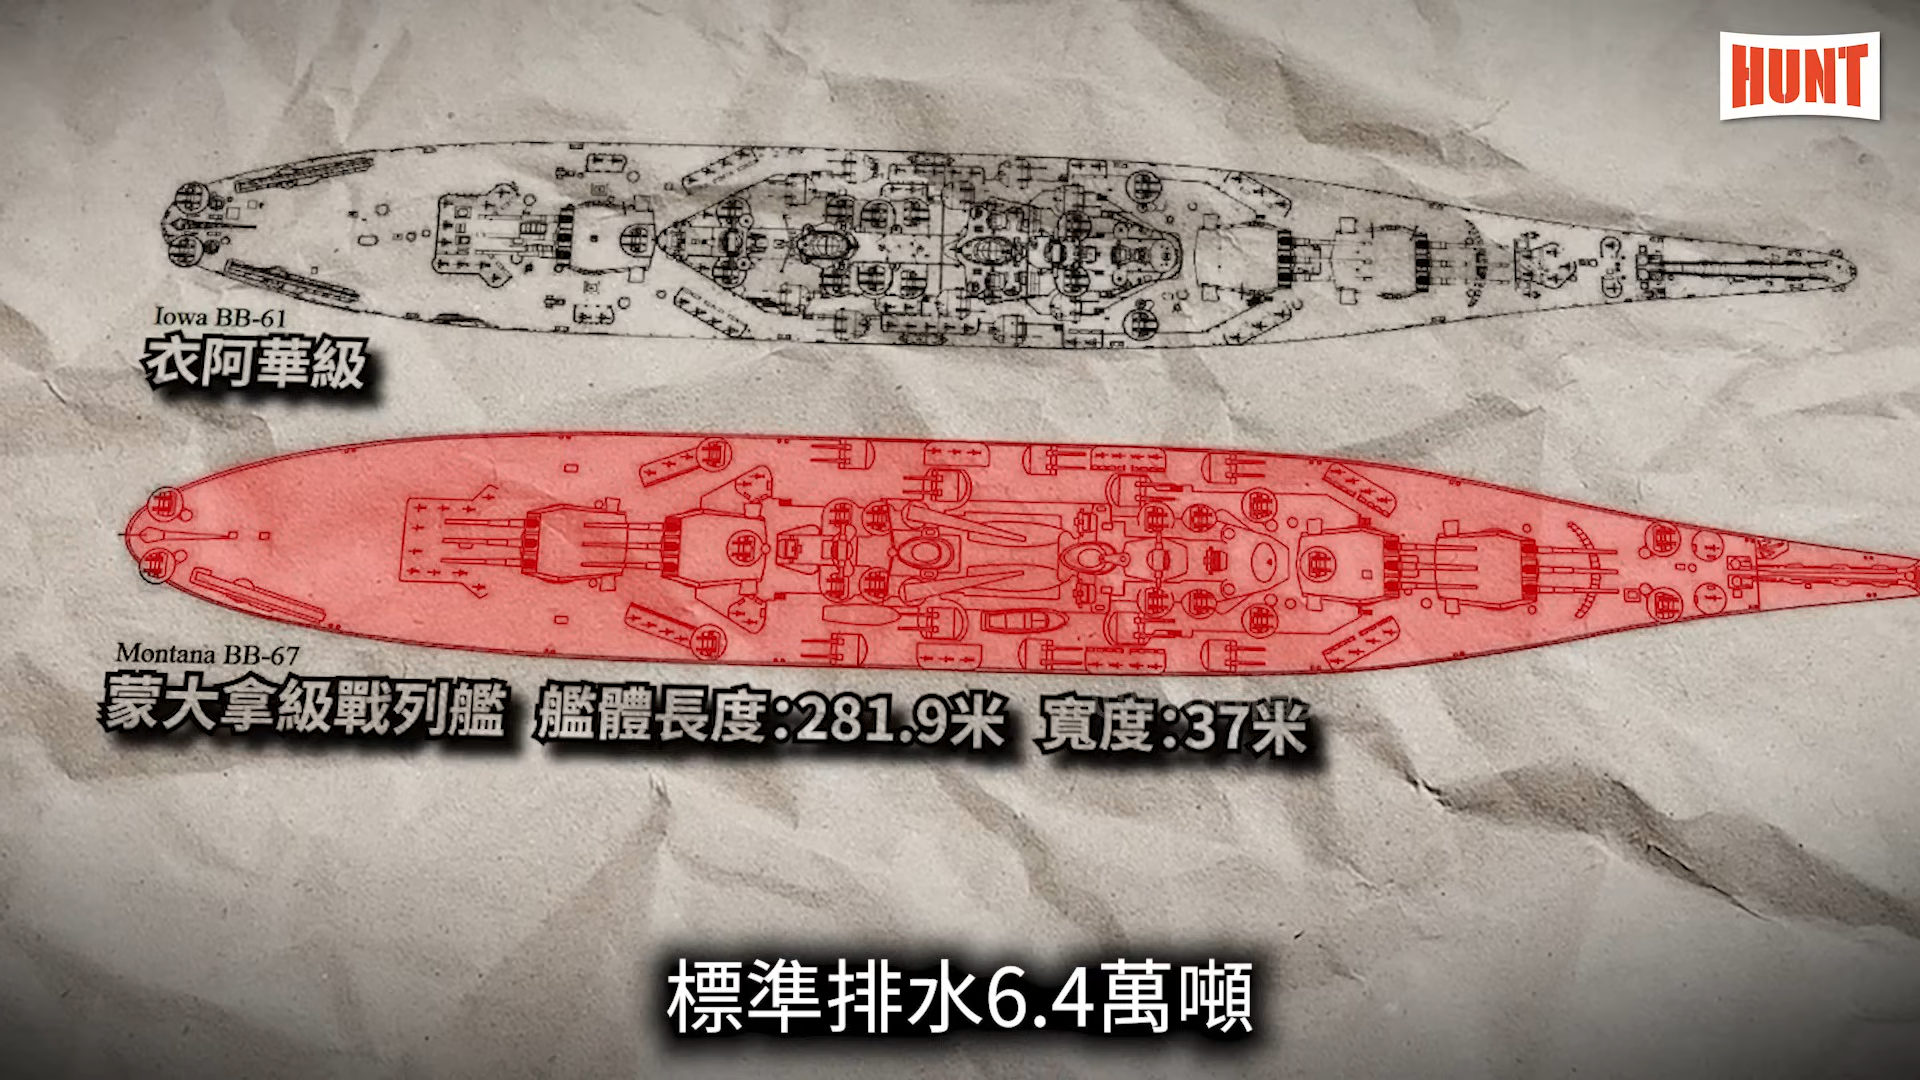 HUNT
Iowa BB-61
衣阿華級
Montana BB-67
蒙大拿級戰列艦 艦體長度:281.9米 寬度:37米
標準排水6.4萬噸